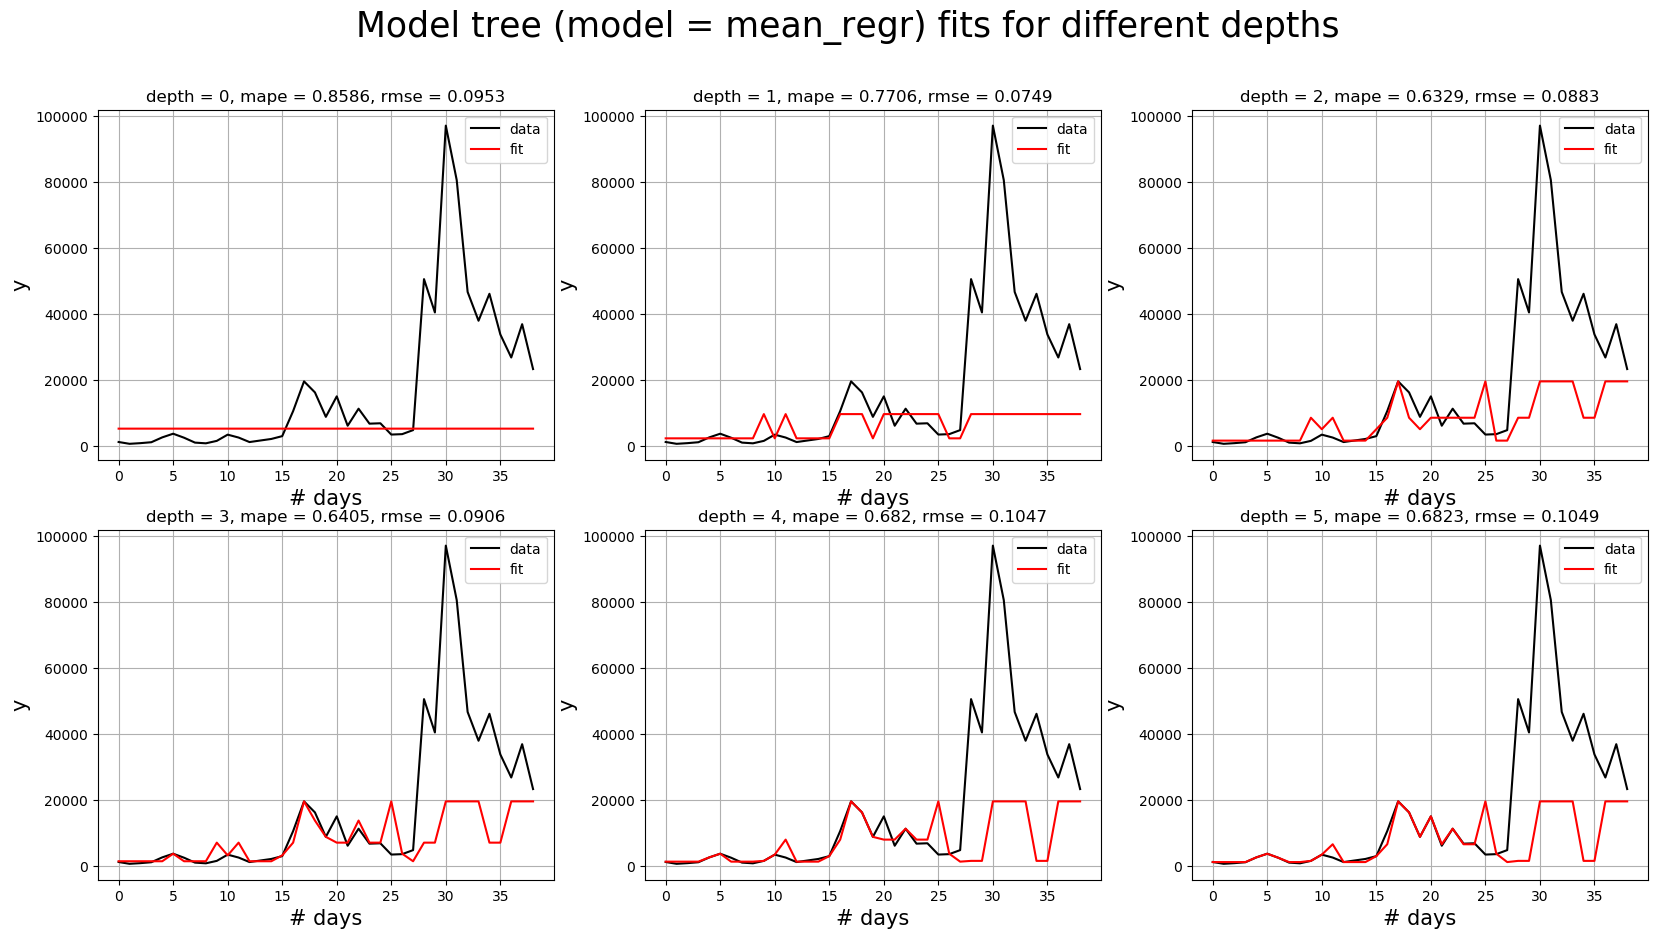 Model tree (model = mean_regr) fits for different depths
depth = 0, mape = 0.8586, rmse = 0.0953
100000
80000
60000
40000
20000
0
y
data
fit
0 5 10 15 20 25 30 35
# days
depth = 1, mape = 0.7706, rmse = 0.0749
100000
80000
60000
40000
20000
0
y
data
fit
0 5 10 15 20 25 30 35
# days
depth = 2, mape = 0.6329, rmse = 0.0883
100000
80000
60000
40000
20000
0
y
data
fit
0 5 10 15 20 25 30 35
# days
depth = 3, mape = 0.6405, rmse = 0.0906
100000
80000
60000
40000
20000
0
y
data
fit
0 5 10 15 20 25 30 35
# days
depth = 4, mape = 0.682, rmse = 0.1047
100000
80000
60000
40000
20000
0
y
data
fit
0 5 10 15 20 25 30 35
# days
depth = 5, mape = 0.6823, rmse = 0.1049
100000
80000
60000
40000
20000
0
y
data
fit
0 5 10 15 20 25 30 35
# days